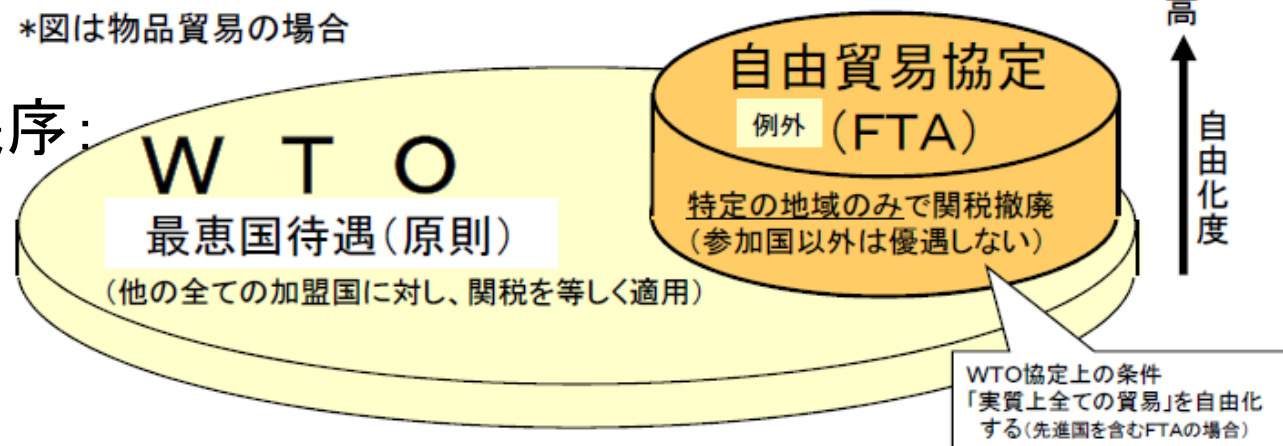 *図は物品貿易の場合
序:
WTO
最恵国待遇(原則)
(他の全ての加盟国に対し、関税を等しく適用)
自由貿易協定
例外 (FTA)
特定の地域のみで関税撤廃
(参加国以外は優遇しない)
高
自由化度
WTO協定上の条件
「実質上全ての貿易」を自由化
する(先進国を含むFTAの場合)